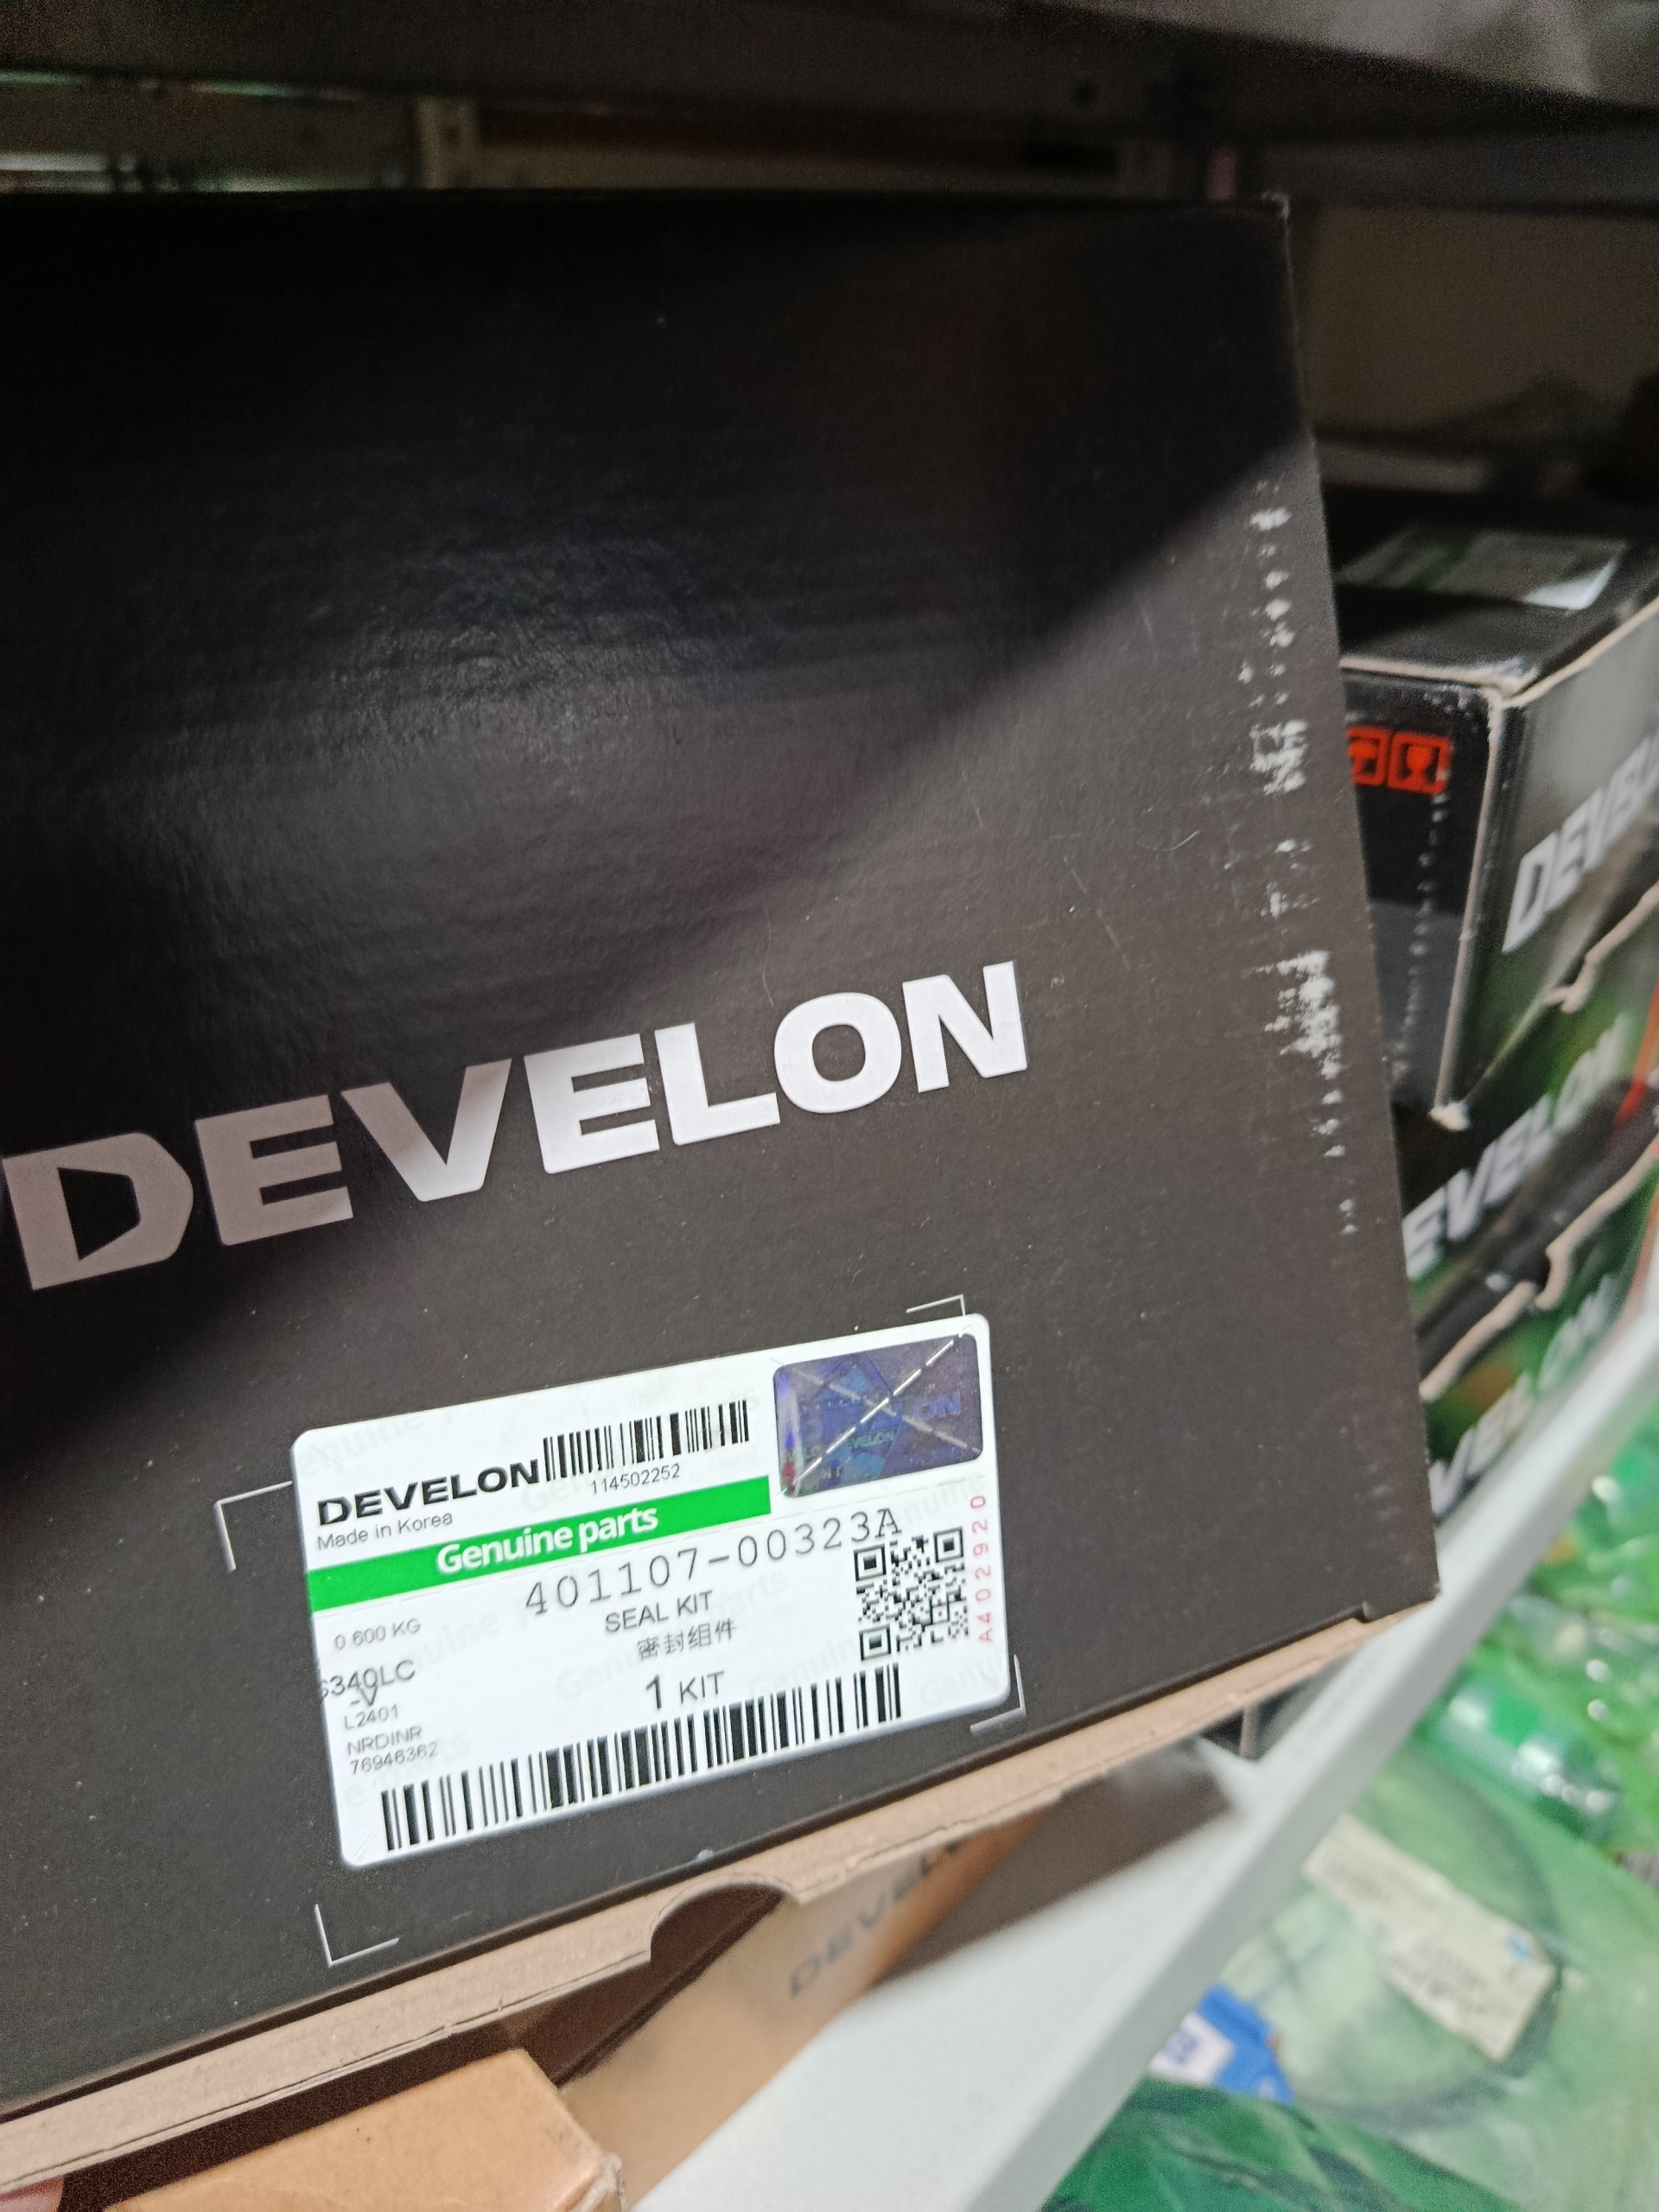 DEVELON
DEVELON
114502252
Made in Korea
Genuine parts
401107-00323A
SEAL KIT
密封组件
1 KIT
0.600 KG
S340LC
-V
L2401
NRDINR
76946362
A402920
DEVELON
DEVELON